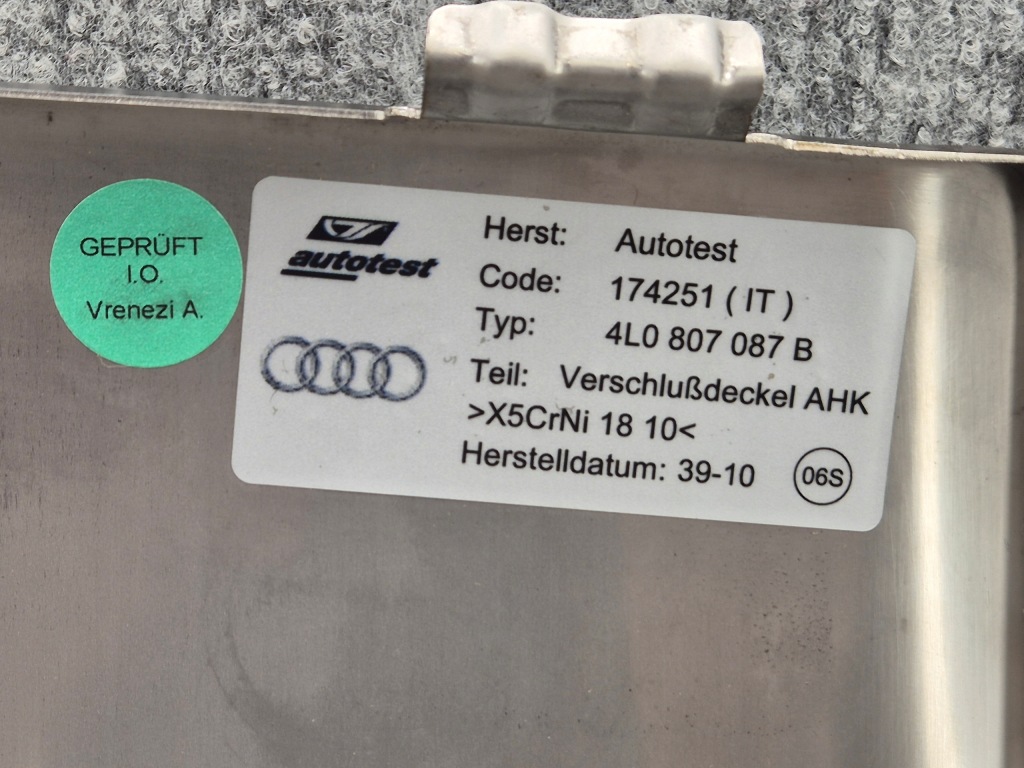 GEPRÜFT
I.O.
Vrenezi A.
autotest
Herst: Autotest
Code: 174251 ( IT )
Typ: 4L0 807 087 B
Teil: Verschlußdeckel AHK
>X5CrNi 18 10<
Herstelldatum: 39-10
06S